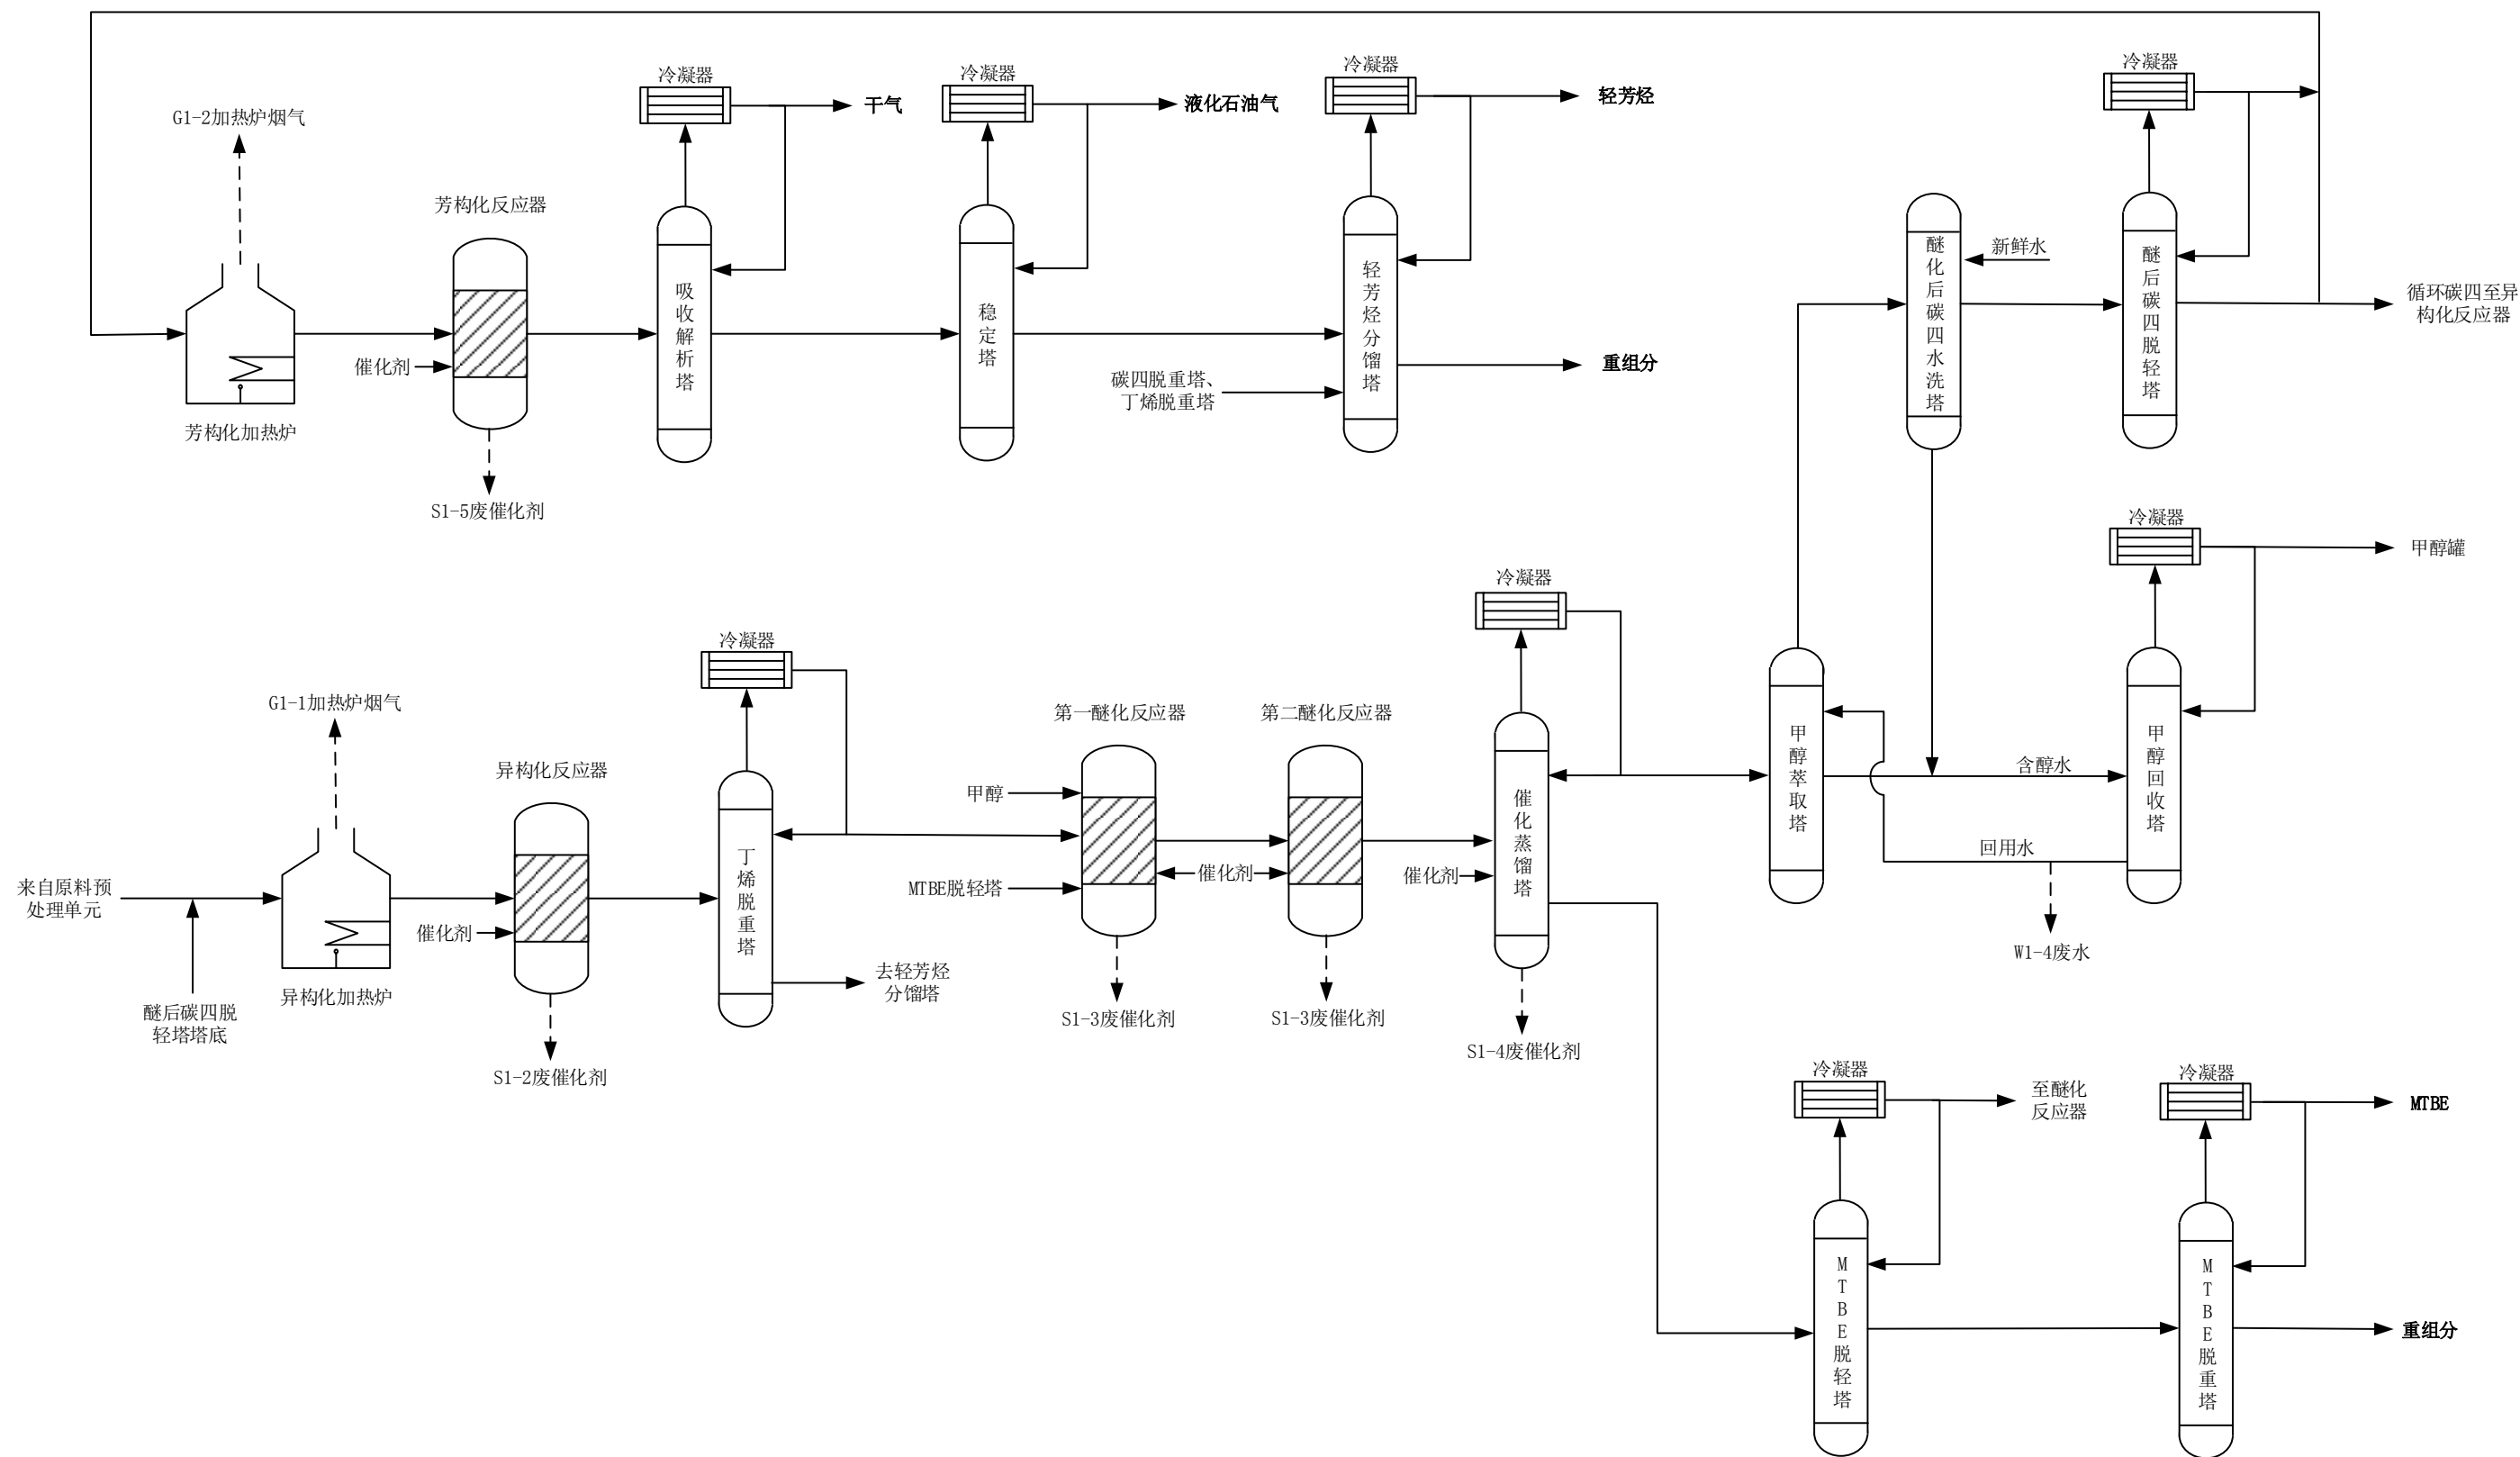 冷凝器
冷凝器
冷凝器
冷凝器
干气
液化石油气
轻芳烃
G1-2加热炉烟气
芳构化反应器
新鲜水
醚化后碳四水洗塔
醚后碳四脱轻塔
吸收解析塔
稳定塔
轻芳烃分馏塔
循环碳四至异
构化反应器
催化剂
重组分
碳四脱重塔、
丁烯脱重塔
芳构化加热炉
S1-5废催化剂
冷凝器
甲醇罐
冷凝器
冷凝器
G1-1加热炉烟气
第一醚化反应器
第二醚化反应器
异构化反应器
甲醇
甲醇萃取塔
含醇水
甲醇回收塔
催化蒸馏塔
丁烯脱重塔
回用水
来自原料预
处理单元
MTBE脱轻塔
催化剂
催化剂
催化剂
W1-4废水
去轻芳烃
分馏塔
异构化加热炉
醚后碳四脱
轻塔塔底
S1-3废催化剂
S1-3废催化剂
S1-4废催化剂
S1-2废催化剂
冷凝器
冷凝器
至醚化
反应器
MTBE
MTBE脱轻塔
MTBE脱重塔
重组分